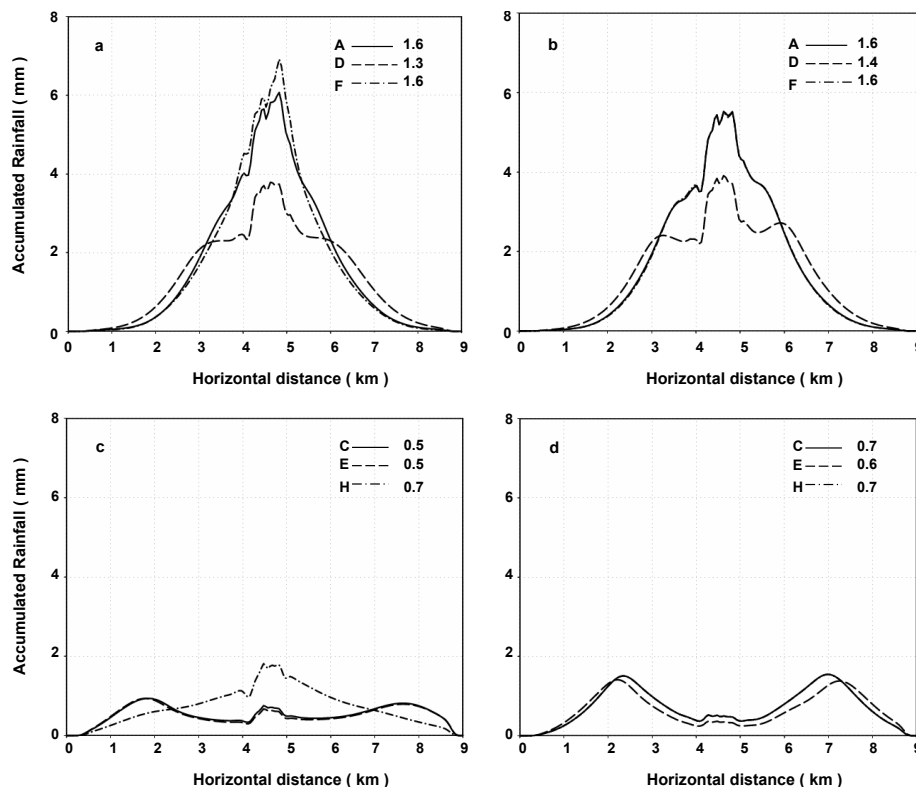 8
6
4
2
0
Accumulated Rainfall ( mm )
a
A 1.6
D 1.3
F 1.6
0 1 2 3 4 5 6 7 8 9
Horizontal distance ( km )
8
6
4
2
0
b
A 1.6
D 1.4
F 1.6
0 1 2 3 4 5 6 7 8 9
Horizontal distance ( km )
8
6
4
2
0
Accumulated Rainfall ( mm )
c
C 0.5
E 0.5
H 0.7
0 1 2 3 4 5 6 7 8 9
Horizontal distance ( km )
8
6
4
2
0
d
C 0.7
E 0.6
H 0.7
0 1 2 3 4 5 6 7 8 9
Horizontal distance ( km )